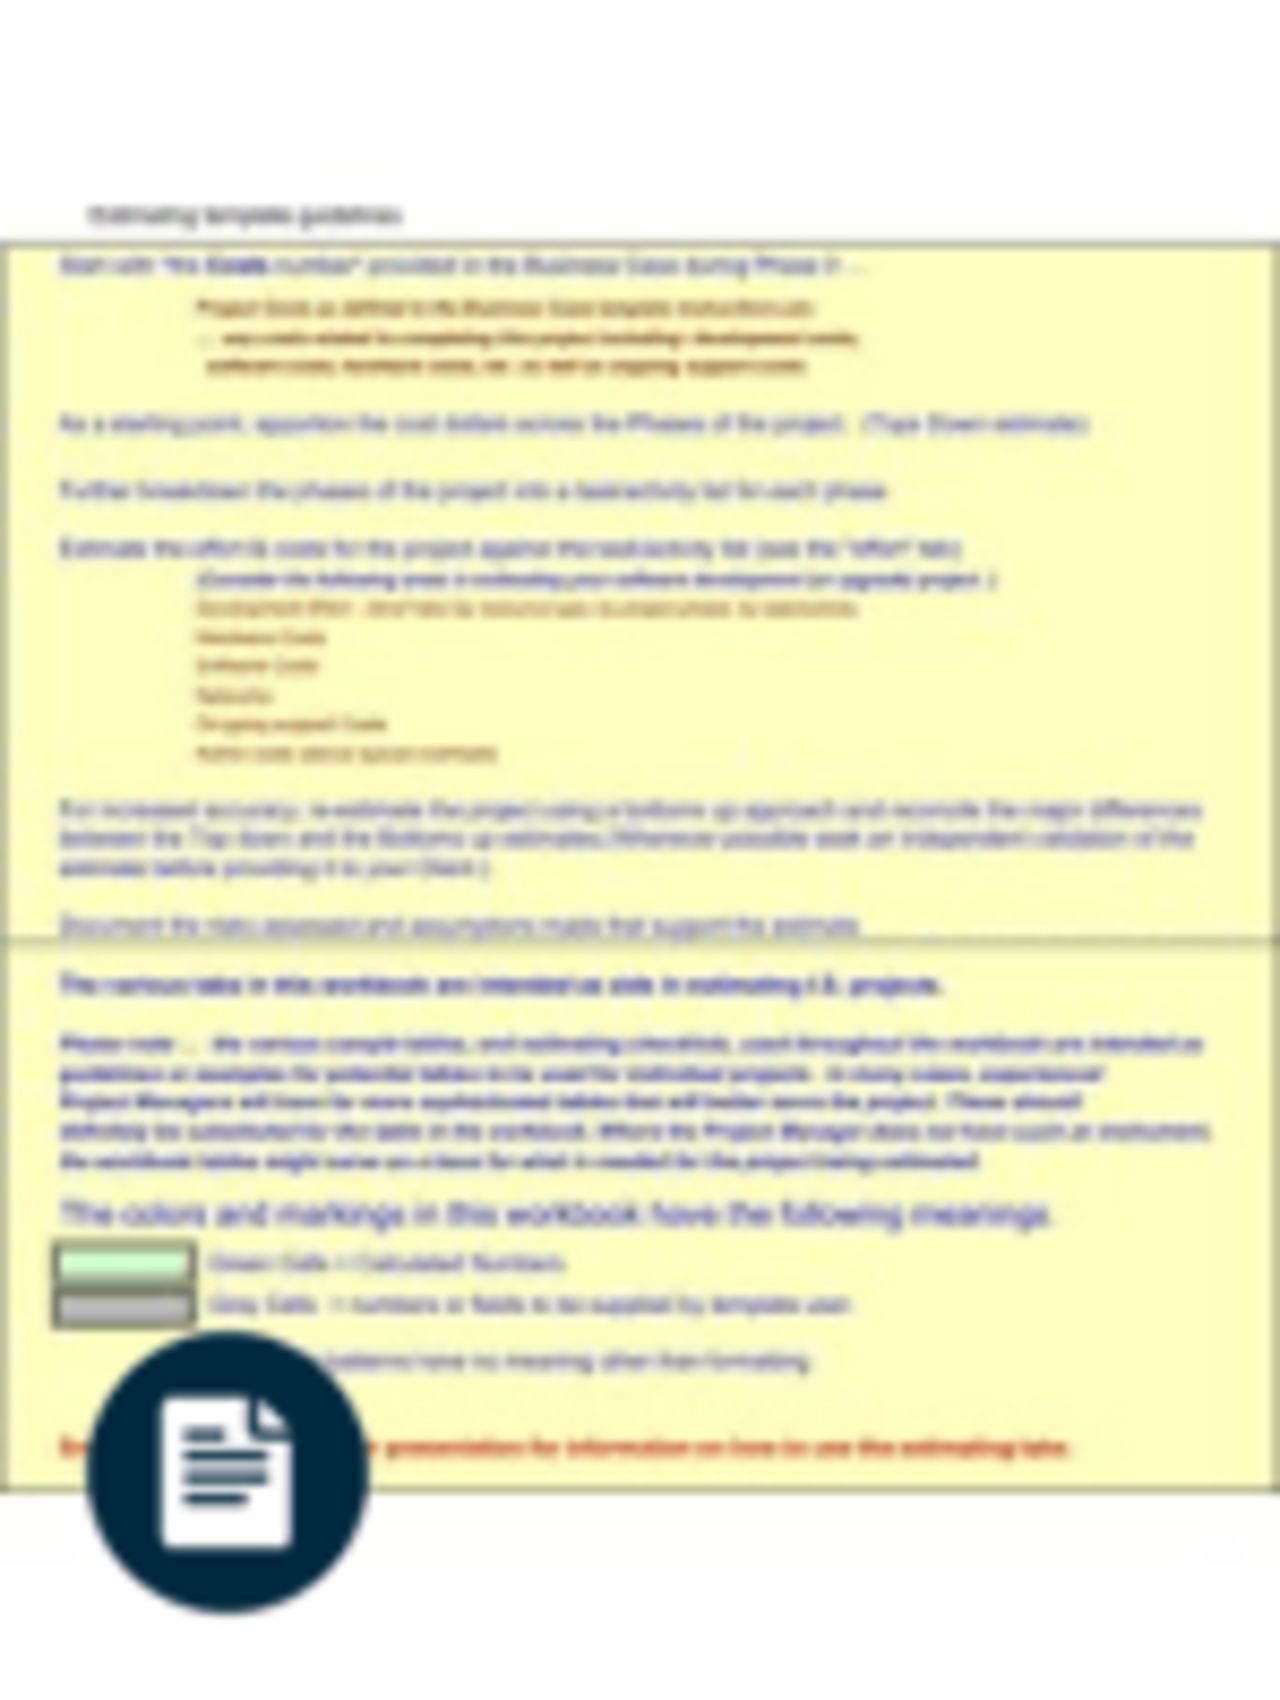 Estimating template guidelines
Start with "the Costs number" provided in the Business Case during Phase
Project Costs as defined in the Business Case template
any costs related to completing this project including: development costs,
software costs, hardware costs, etc. as well as ongoing support costs
As a starting point, apportion the cost dollars across the Phases of the project. (Tops Down estimate)
Further breakdown the phases of the project into a task/activity list for each phase.
Estimate the effort & costs for the project against the task/activity list (see the "effort" tab)
(Consider the following areas in estimating your software development (or upgrade) project.)
Development Effort
Hardware Costs
Software Costs
Networks
Ongoing support Costs
For increased accuracy, re-estimate the project using a bottoms up approach and reconcile the major differences
between the Top down and the Bottoms up estimates. (Wherever possible seek an independent validation of the
estimate before providing it to your client.)
Document the risks assessed and assumptions made that support the estimate.
The various tabs in this workbook are intended as aids in estimating I.S. projects.
Please note ... the various sample tables, and estimating checklists, used throughout the workbook are intended as
guidelines or examples for potential tables to be used for individual projects. In many cases, experienced
Project Managers will have far more sophisticated tables that will better serve the project. These should
definitely be substituted for the table in the workbook. Where the Project Manager does not have such an instrument,
the workbook tables might serve as a base for what is needed for the project being estimated.
The colors and markings in this workbook have the following meanings.
Green Cells = Calculated Numbers
Gray Cells = numbers or fields to be supplied by template user.
patterns have no meaning other than formatting.
presentation for information on how to use the estimating tabs.